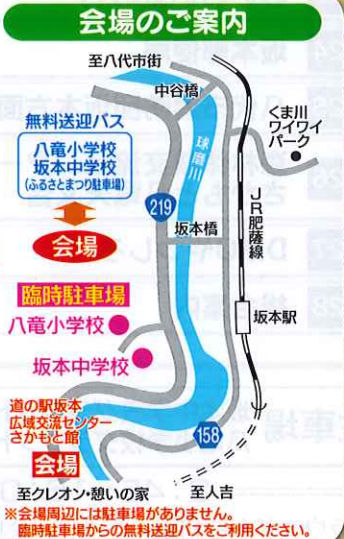 会場のご案内
至八代市街
中谷橋
くま川
ワイワイ
パーク
無料送迎バス
八竜小学校
坂本中学校
(ふるさとまつり駐車場)
球磨川
JR肥薩線
219
会場
坂本橋
臨時駐車場
八竜小学校
坂本駅
坂本中学校
道の駅坂本
広域交流センター
さかもと館
158
会場
至クレオン・憩いの家
至人吉
※会場周辺には駐車場がありません。
臨時駐車場からの無料送迎バスをご利用ください。